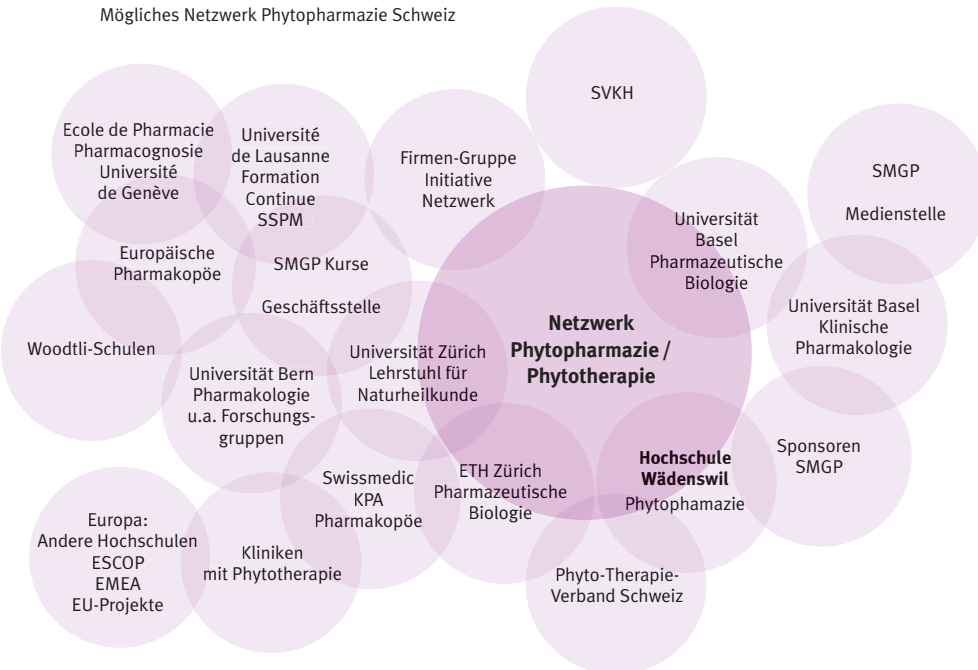 Mögliches Netzwerk Phytopharmazie Schweiz
SVKH
Ecole de Pharmacie
Pharmacognosie
Université
de Genève
Université
de Lausanne
Formation
Continue
SSPM
Firmen-Gruppe
Initiative
Netzwerk
SMGP
Medienstelle
Universität
Basel
Pharmazeutische
Biologie
Europäische
Pharmakopöe
SMGP Kurse
Geschäftsstelle
Universität Basel
Klinische
Pharmakologie
Woodtli-Schulen
Netzwerk
Phytopharmazie /
Phytotherapie
Universität Zürich
Lehrstuhl für
Naturheilkunde
Universität Bern
Pharmakologie
u.a. Forschungs-
gruppen
Sponsoren
SMGP
Hochschule
Wädenswil
Phytophamazie
ETH Zürich
Pharmazeutische
Biologie
Swissmedic
KPA
Pharmakopöe
Europa:
Andere Hochschulen
ESCOP
EMEA
EU-Projekte
Kliniken
mit Phytotherapie
Phyto-Therapie-
Verband Schweiz